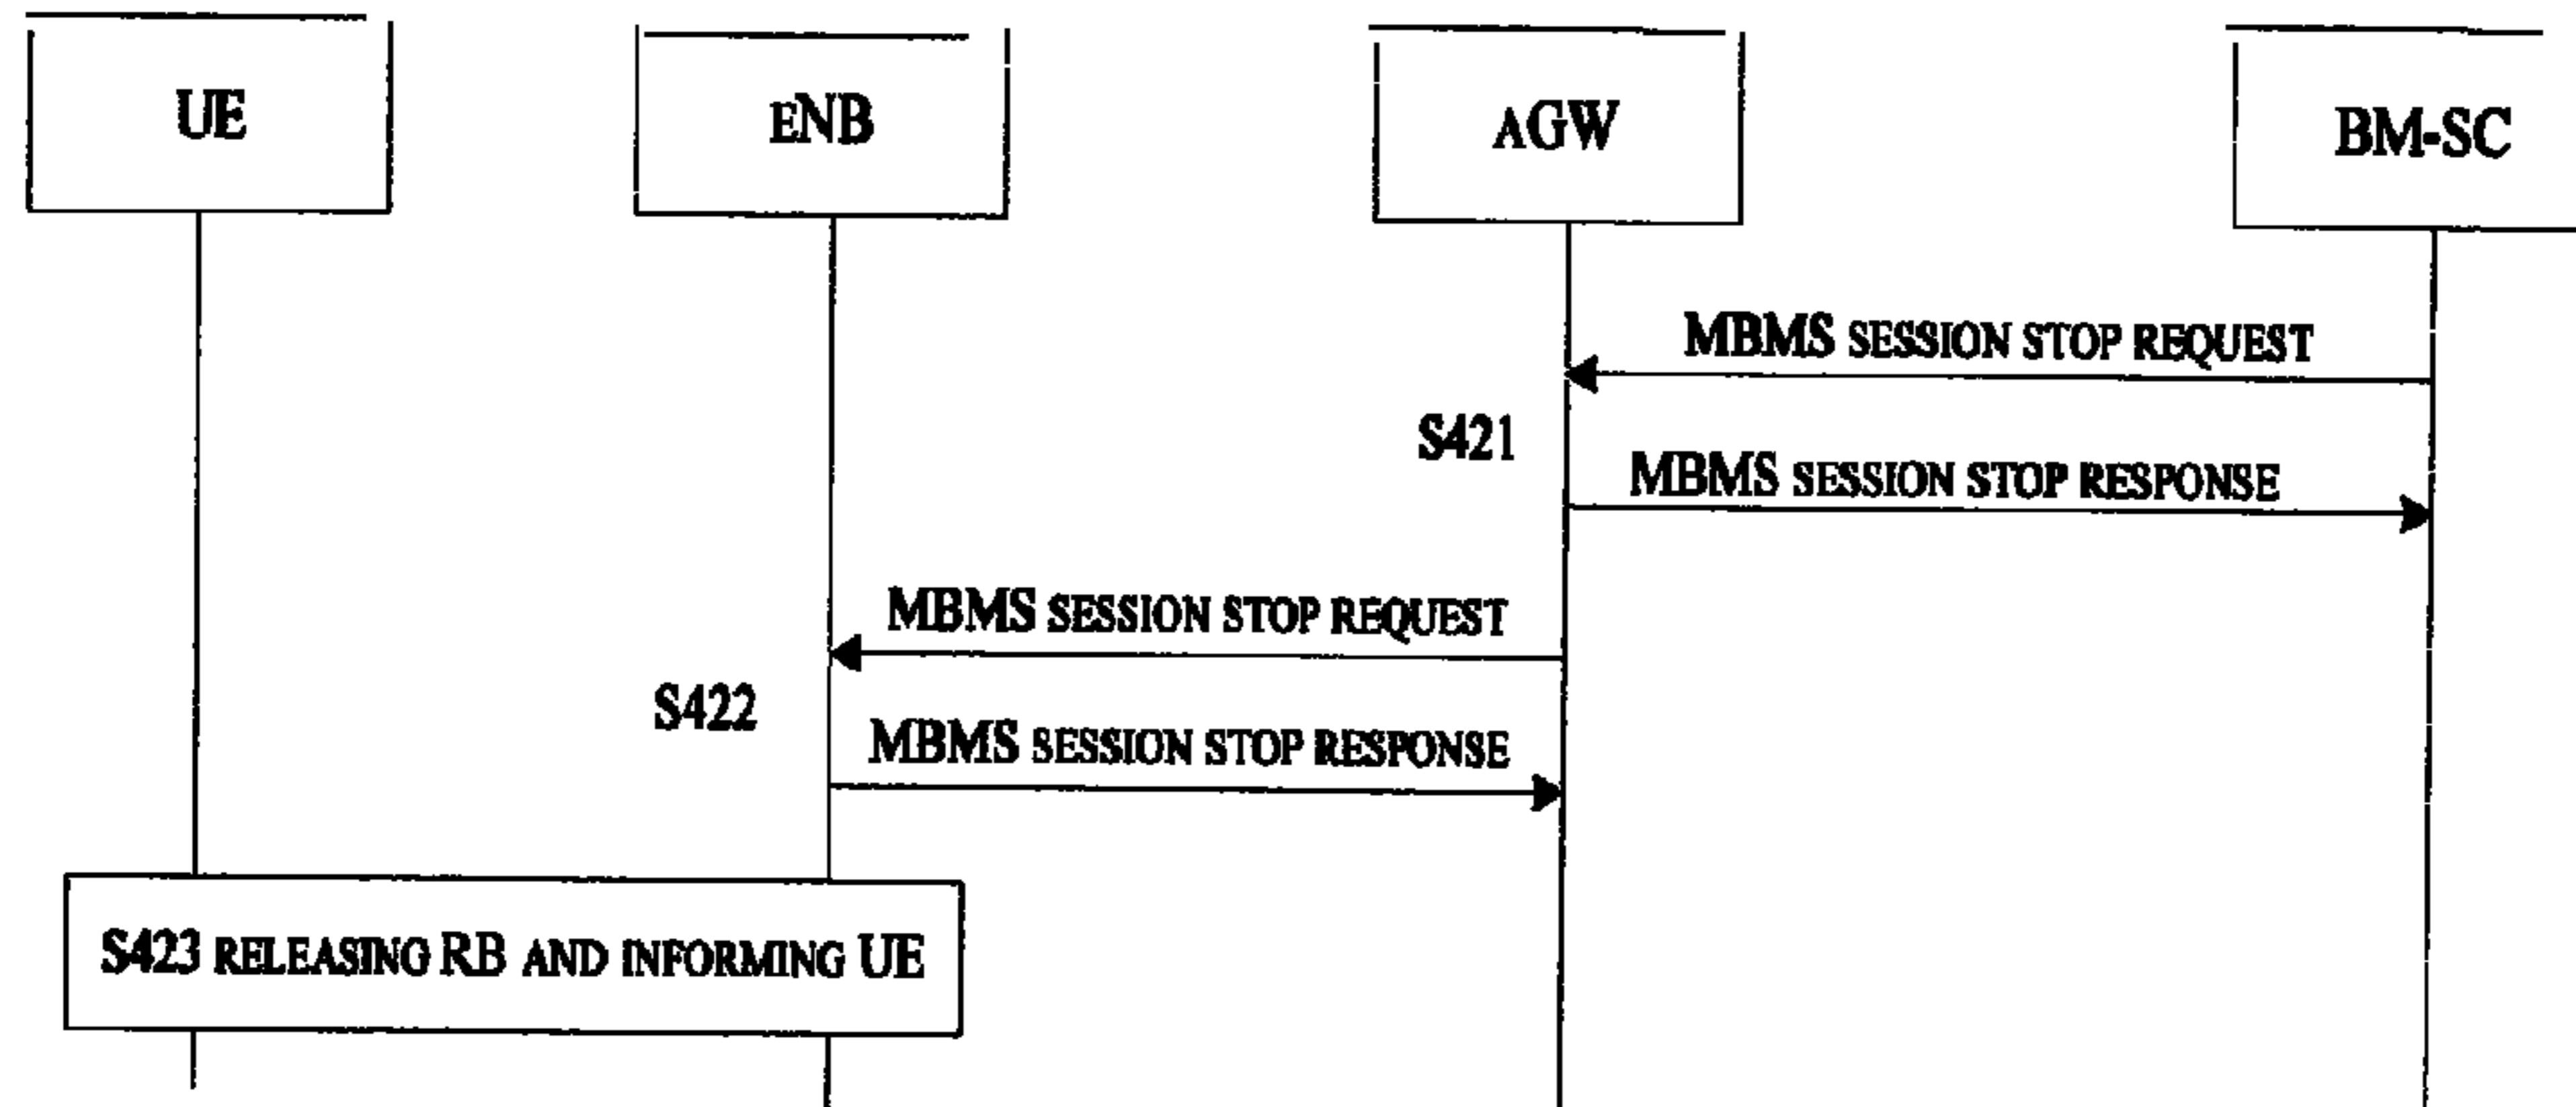 UE
eNB
aGW
BM-SC
MBMS SESSION STOP REQUEST
S421
MBMS SESSION STOP RESPONSE
MBMS SESSION STOP REQUEST
S422
MBMS SESSION STOP RESPONSE
S423 RELEASING RB AND INFORMING UE